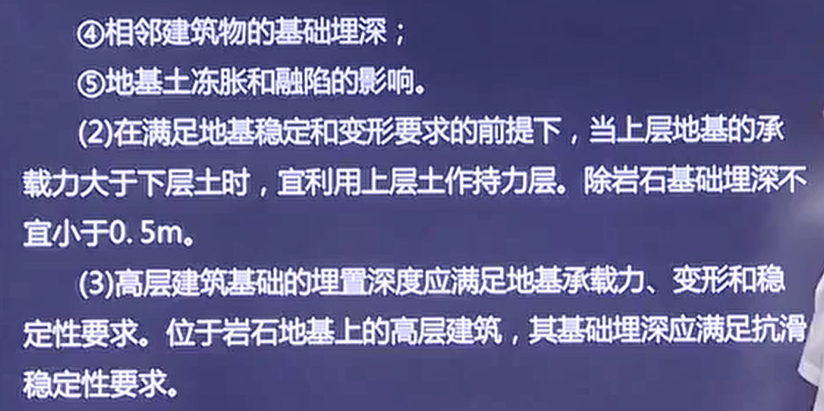 ④相邻建筑物的基础埋深；
⑤地基土冻胀和融陷的影响。
(2)在满足地基稳定和变形要求的前提下，当上层地基的承
载力大于下层土时，宜利用上层土作持力层。除岩石基础埋深不
宜小于0.5m。
(3)高层建筑基础的埋置深度应满足地基承载力、变形和稳
定性要求。位于岩石地基上的高层建筑，其基础埋深应满足抗滑
稳定性要求。